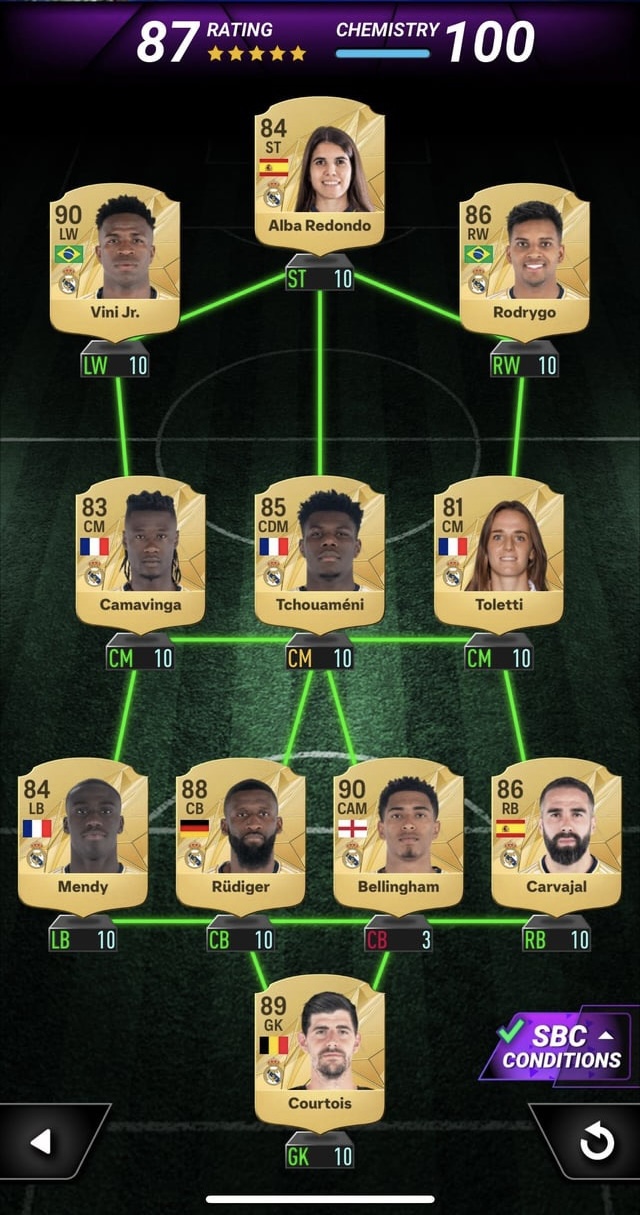 87 RATING CHEMISTRY 100
84
ST
Alba Redondo
ST 10
90
LW
Vini Jr.
LW 10
86
RW
Rodrygo
RW 10
83
CM
Camavinga
CM 10
85
CDM
Tchouaméni
CM 10
81
CM
Toletti
CM 10
84
LB
Mendy
LB 10
88
CB
Rüdiger
CB 10
90
CAM
Bellingham
CB 3
86
RB
Carvajal
RB 10
89
GK
Courtois
GK 10
SBC
CONDITIONS